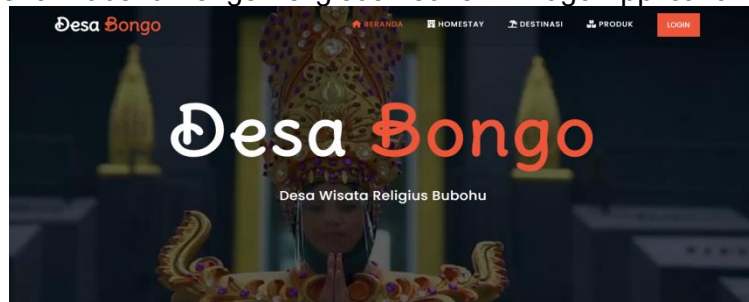 Desa Bongo
BERANDA HOMESTAY DESTINASI PRODUK LOGIN
Desa Bongo
Desa Wisata Religius Bubohu